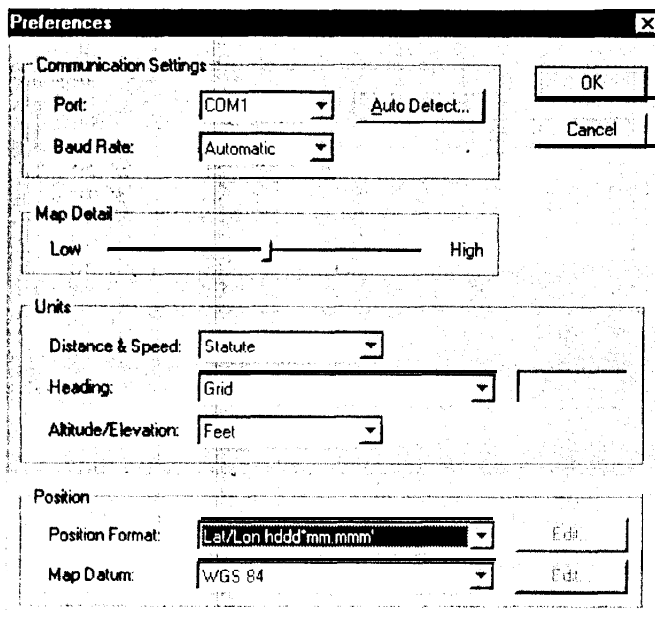 Preferences
Communication Settings
Port: COM1 Auto Detect...
Baud Rate: Automatic
OK
Cancel
Map Detail
Low High
Units
Distance & Speed: Statute
Heading: Grid
Altitude/Elevation: Feet
Position
Position Format: Lat/Lon hddd°mm.mmm' Edit...
Map Datum: WGS 84 Edit...